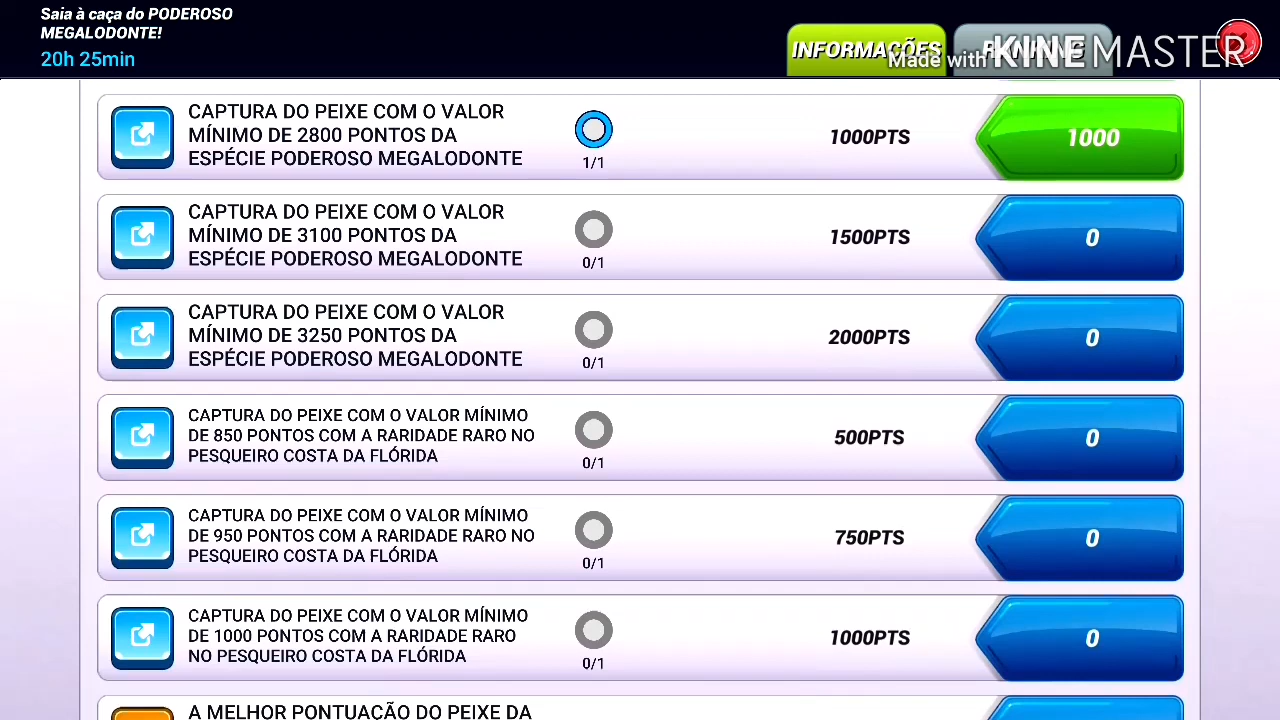 Saia à caça do PODEROSO
MEGALODONTE!
20h 25min
INFORMAÇÕES
RANKING
Made with KINEMASTER
CAPTURA DO PEIXE COM O VALOR
MÍNIMO DE 2800 PONTOS DA
ESPÉCIE PODEROSO MEGALODONTE
1/1
1000PTS
1000
CAPTURA DO PEIXE COM O VALOR
MÍNIMO DE 3100 PONTOS DA
ESPÉCIE PODEROSO MEGALODONTE
0/1
1500PTS
0
CAPTURA DO PEIXE COM O VALOR
MÍNIMO DE 3250 PONTOS DA
ESPÉCIE PODEROSO MEGALODONTE
0/1
2000PTS
0
CAPTURA DO PEIXE COM O VALOR MÍNIMO
DE 850 PONTOS COM A RARIDADE RARO NO
PESQUEIRO COSTA DA FLÓRIDA
0/1
500PTS
0
CAPTURA DO PEIXE COM O VALOR MÍNIMO
DE 950 PONTOS COM A RARIDADE RARO NO
PESQUEIRO COSTA DA FLÓRIDA
0/1
750PTS
0
CAPTURA DO PEIXE COM O VALOR MÍNIMO
DE 1000 PONTOS COM A RARIDADE RARO
NO PESQUEIRO COSTA DA FLÓRIDA
0/1
1000PTS
0
A MELHOR PONTUAÇÃO DO PEIXE DA